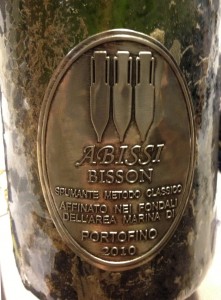 ABISSI
BISSON
SPUMANTE METODO CLASSICO
AFFINATO NEI FONDALI
DELL'AREA MARINA DI
PORTOFINO
2010